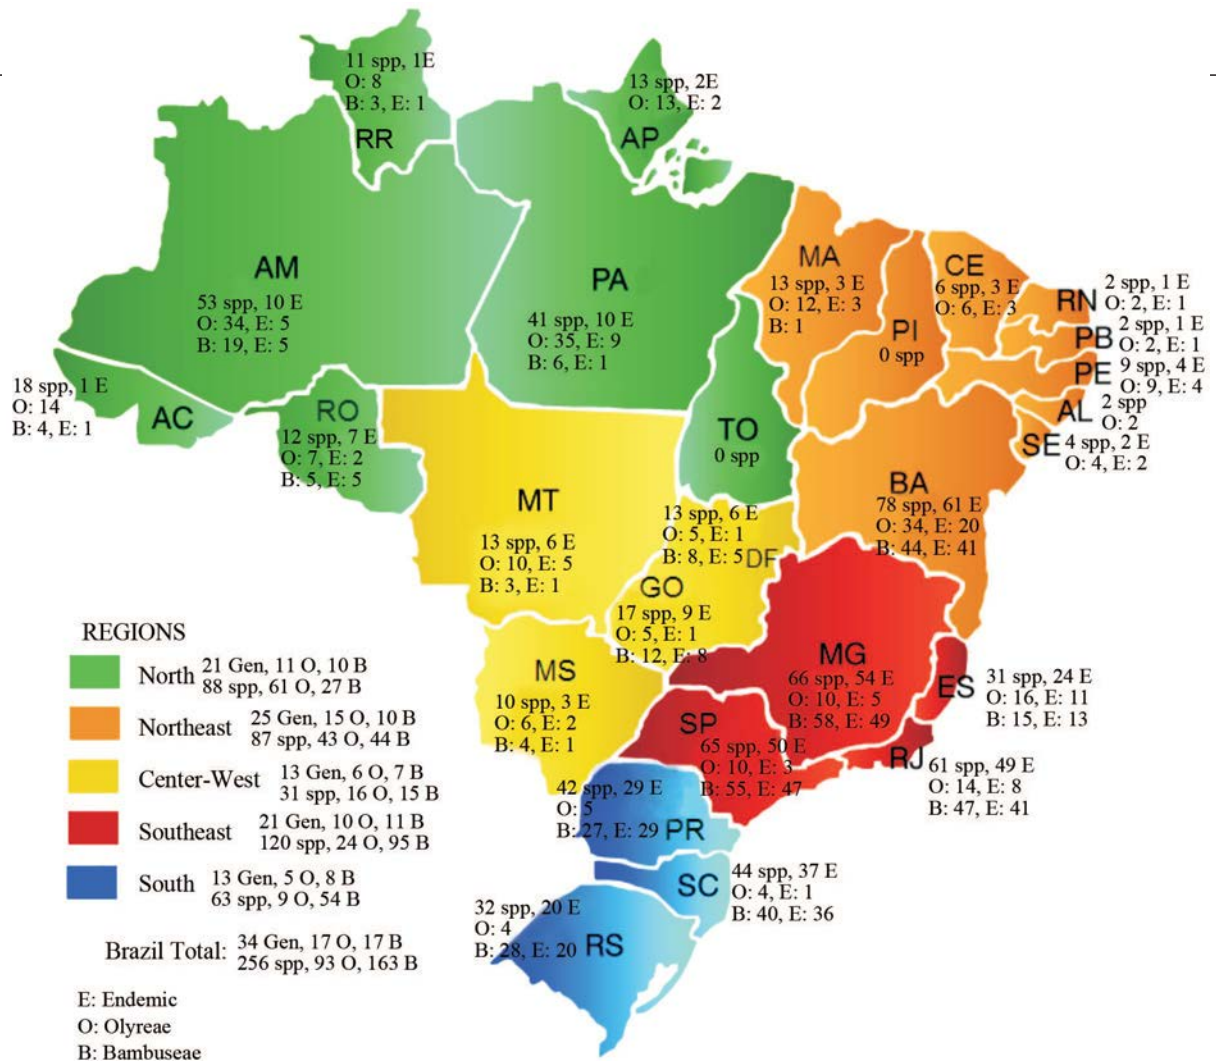 11 spp, 1E
O: 8
B: 3, E: 1
RR
13 spp, 2E
O: 13, E: 2
AP
AM
53 spp, 10 E
O: 34, E: 5
B: 19, E: 5
PA
41 spp, 10 E
O: 35, E: 9
B: 6, E: 1
MA
13 spp, 3 E
O: 12, E: 3
B: 1
PI
0 spp
CE
6 spp, 3 E
O: 6, E: 3
RN
2 spp, 1 E
O: 2, E: 1
PB
2 spp, 1 E
O: 2, E: 1
PE
9 spp, 4 E
O: 9, E: 4
AL
2 spp
O: 2
SE
4 spp, 2 E
O: 4, E: 2
18 spp, 1 E
O: 14
B: 4, E: 1
AC
RO
12 spp, 7 E
O: 7, E: 2
B: 5, E: 5
TO
0 spp
BA
78 spp, 61 E
O: 34, E: 20
B: 44, E: 41
MT
13 spp, 6 E
O: 10, E: 5
B: 3, E: 1
13 spp, 6 E
O: 5, E: 1
B: 8, E: 5
DF
GO
17 spp, 9 E
O: 5, E: 1
B: 12, E: 8
MS
10 spp, 3 E
O: 6, E: 2
B: 4, E: 1
MG
66 spp, 54 E
O: 10, E: 5
B: 58, E: 49
ES
31 spp, 24 E
O: 16, E: 11
B: 15, E: 13
SP
65 spp, 50 E
O: 10, E: 3
B: 55, E: 47
RJ
61 spp, 49 E
O: 14, E: 8
B: 47, E: 41
42 spp, 29 E
O: 5
B: 27, E: 29
PR
SC
44 spp, 37 E
O: 4, E: 1
B: 40, E: 36
32 spp, 20 E
O: 4
B: 28, E: 20
RS
REGIONS
North 21 Gen, 11 O, 10 B
88 spp, 61 O, 27 B
Northeast 25 Gen, 15 O, 10 B
87 spp, 43 O, 44 B
Center-West 13 Gen, 6 O, 7 B
31 spp, 16 O, 15 B
Southeast 21 Gen, 10 O, 11 B
120 spp, 24 O, 95 B
South 13 Gen, 5 O, 8 B
63 spp, 9 O, 54 B
Brazil Total: 34 Gen, 17 O, 17 B
256 spp, 93 O, 163 B
E: Endemic
O: Olyreae
B: Bambuseae